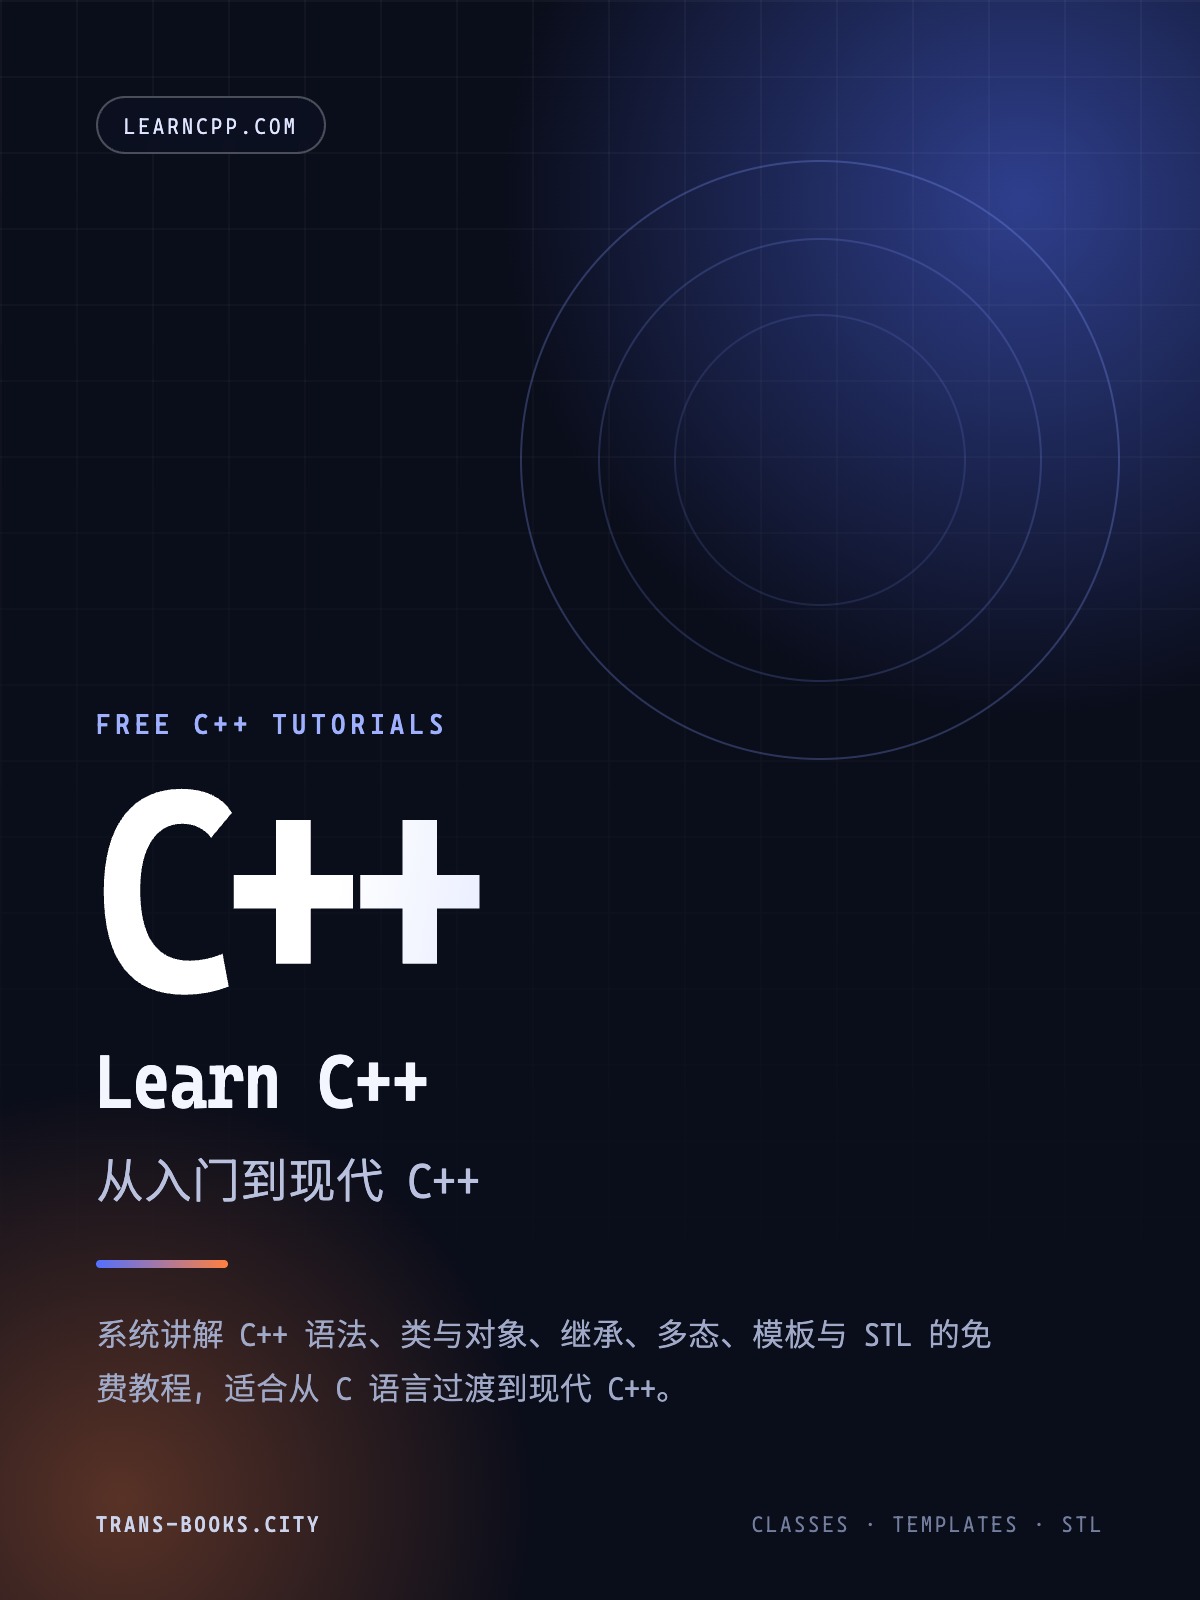 LEARNCPP.COM
FREE C++ TUTORIALS
C++
Learn C++
从入门到现代 C++
系统讲解 C++ 语法、类与对象、继承、多态、模板与 STL 的免
费教程，适合从 C 语言过渡到现代 C++。
TRANS-BOOKS.CITY
CLASSES · TEMPLATES · STL